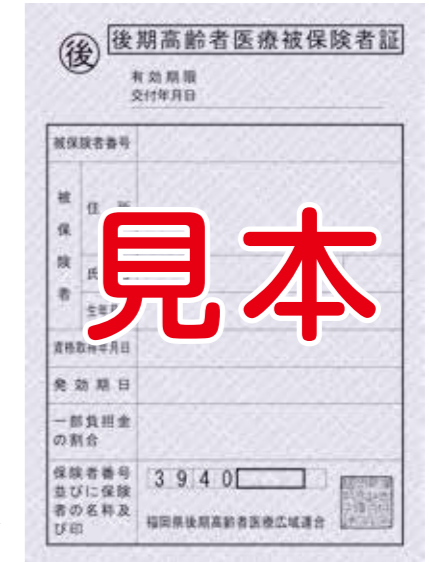 後 後期高齢者医療被保険者証
有効期限
交付年月日
被保険者番号
被保険者
住所
氏
生年
資格取得年月日
発効期日
一部負担金
の割合
保険者番号
並びに保険
者の名称及
び印
3940
福岡県後期高齢者医療広域連合
見本